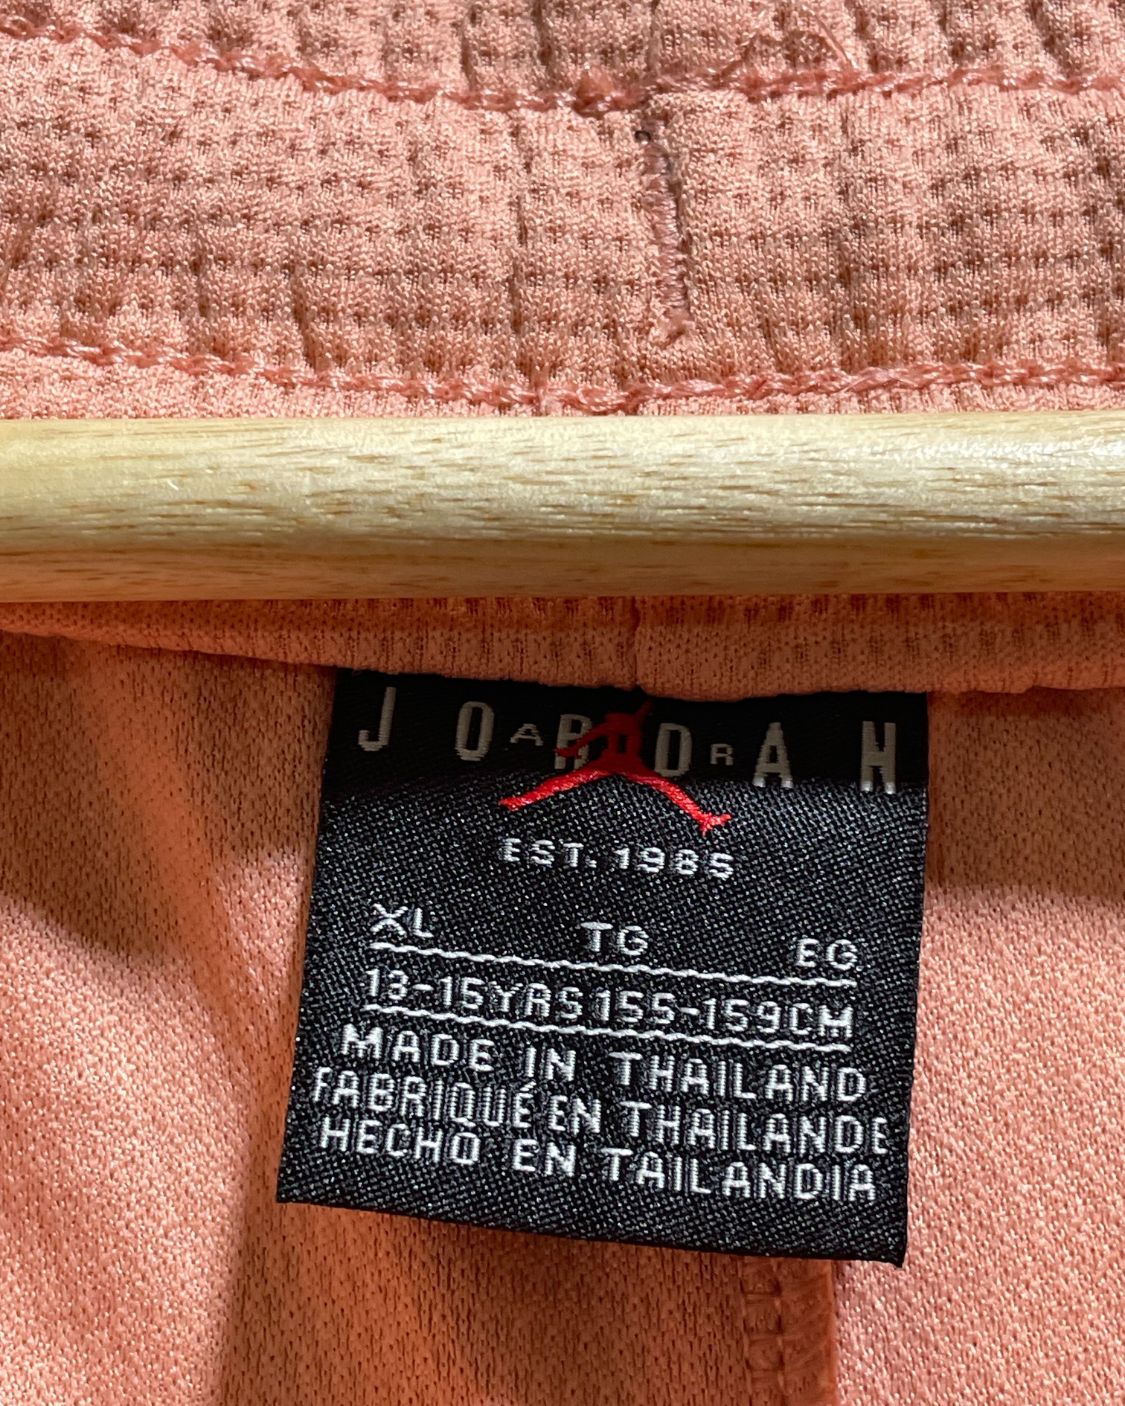 JORDAN
AIR
EST. 1985
XL TG EG
13-15YRS 155-159CM
MADE IN THAILAND
FABRIQUÉ EN THAILANDE
HECHO EN TAILANDIA